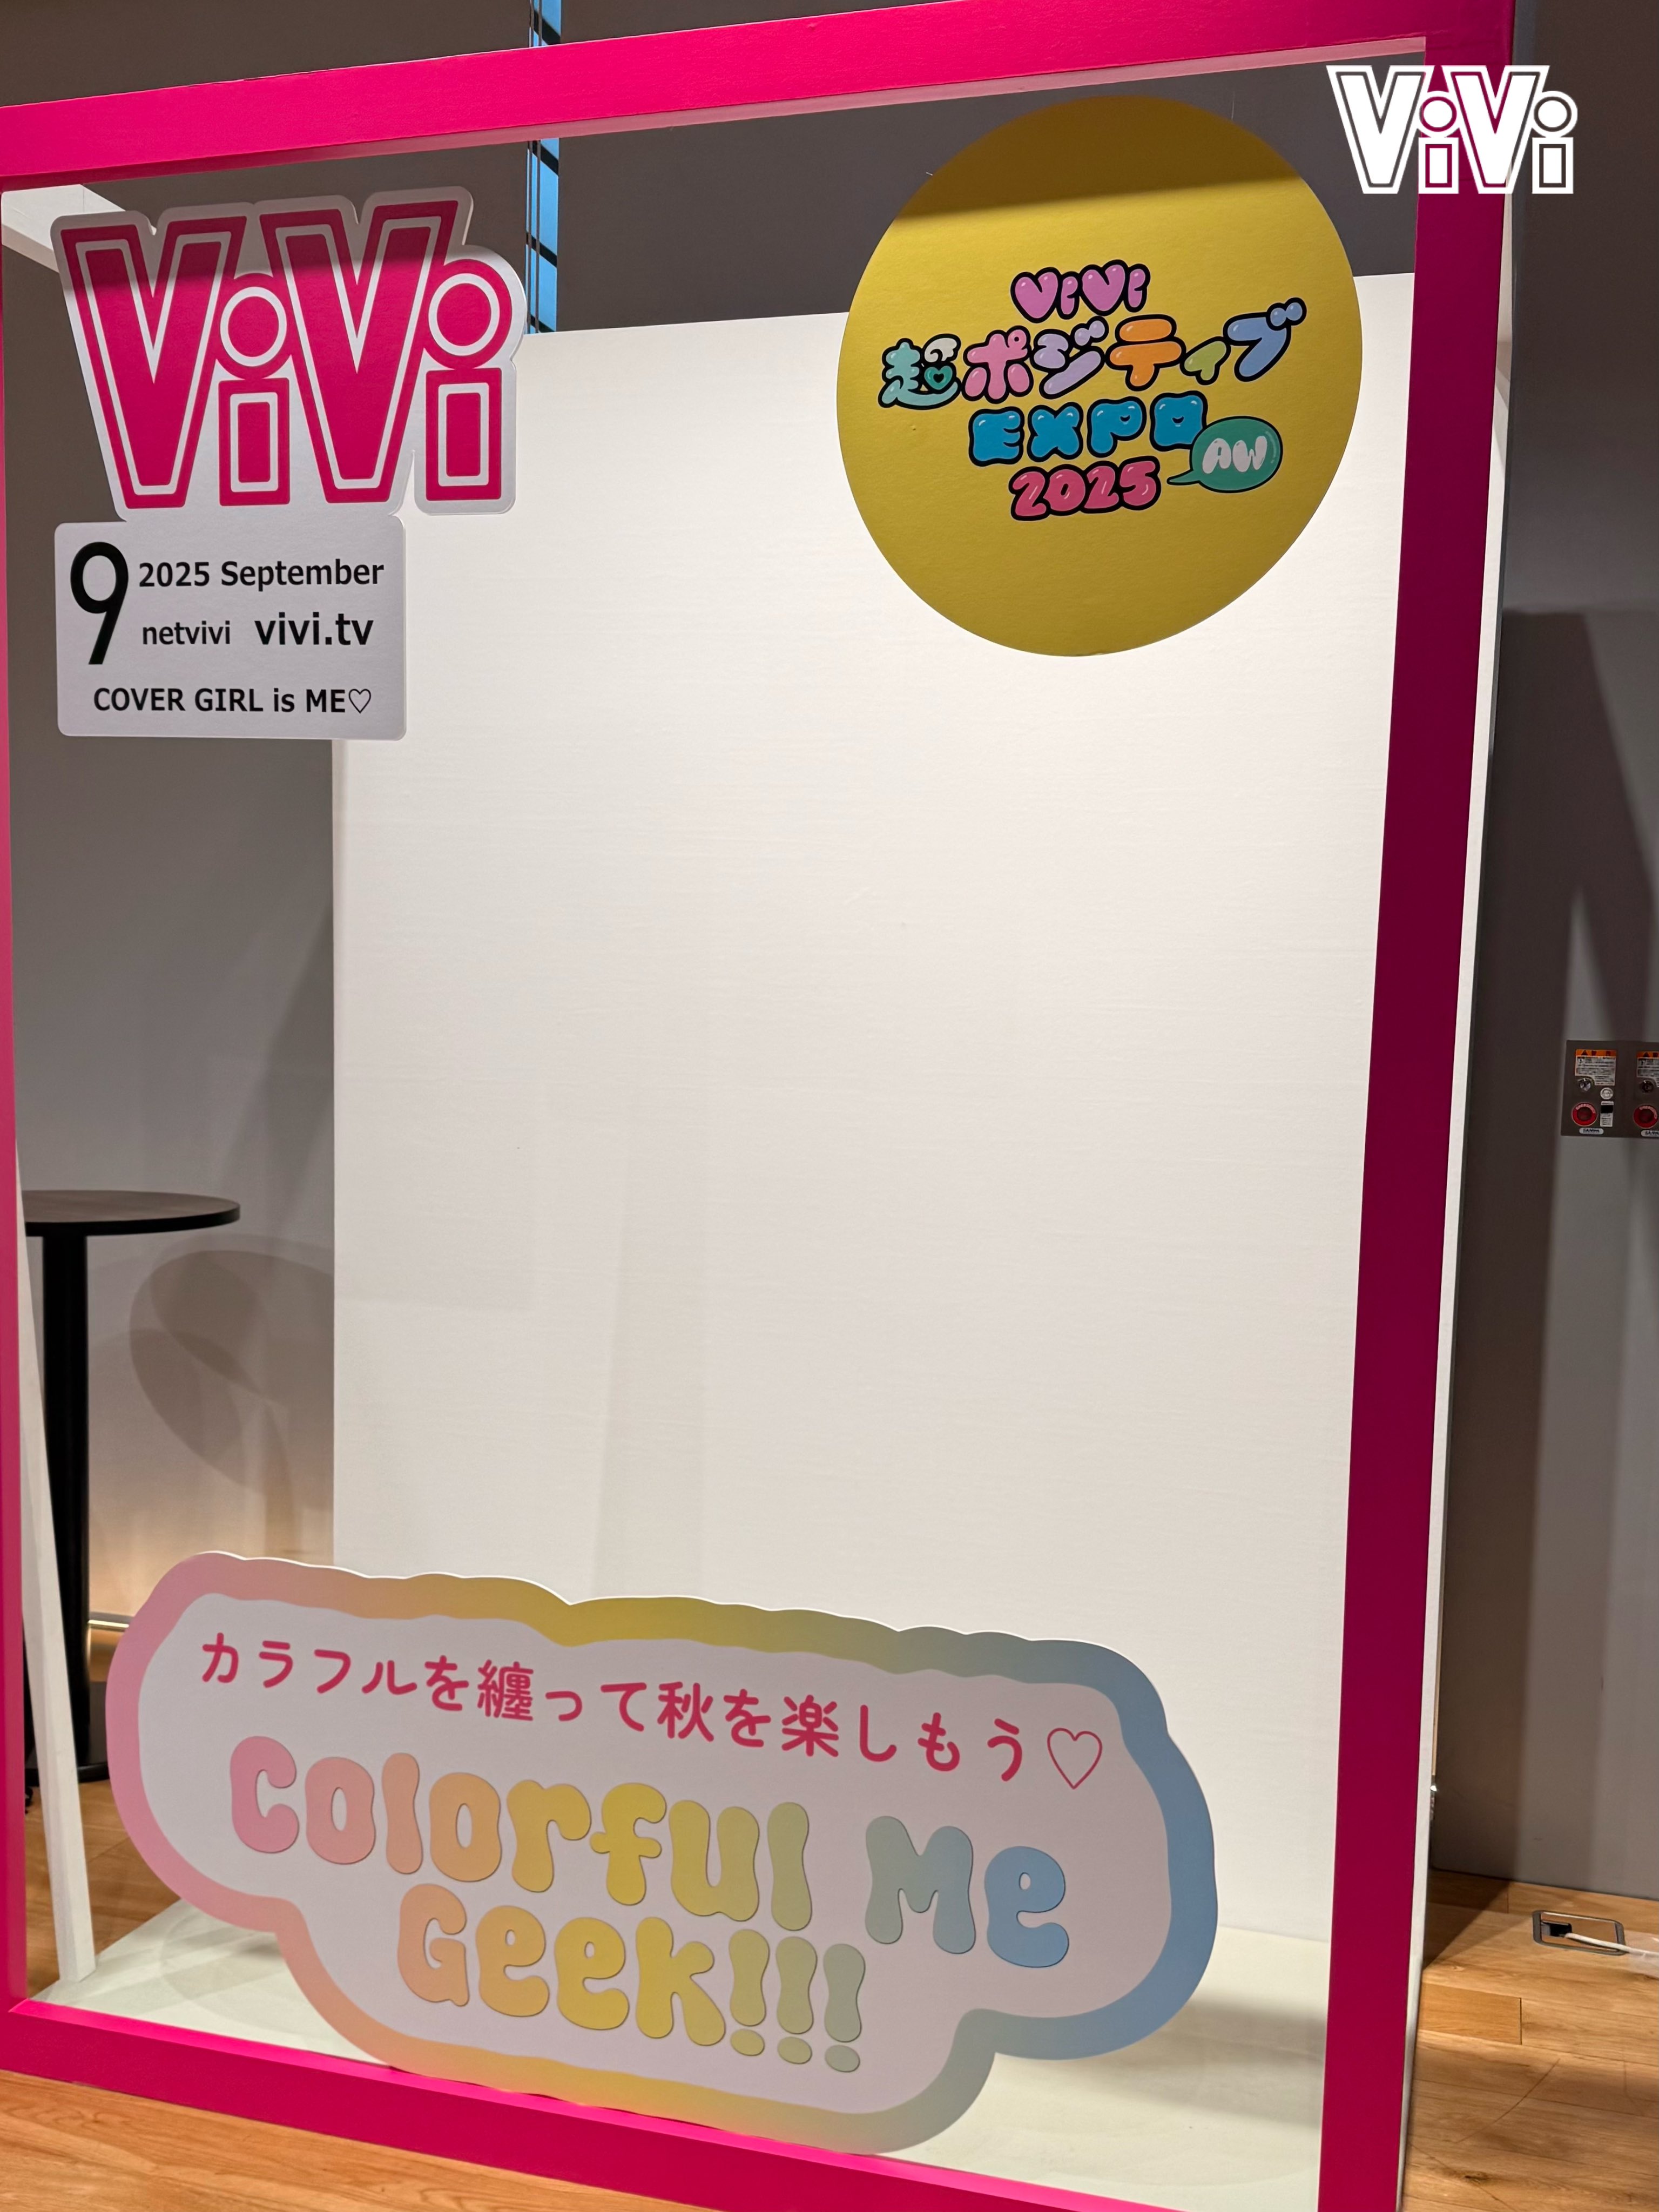 ViVi
ViVi
9 2025 September
netvivi vivi.tv
COVER GIRL is ME♡
ViVi
超ポジティブ
EXPO
2025 AW
カラフルを纏って秋を楽しもう♡
Colorful Me
Geek!!!